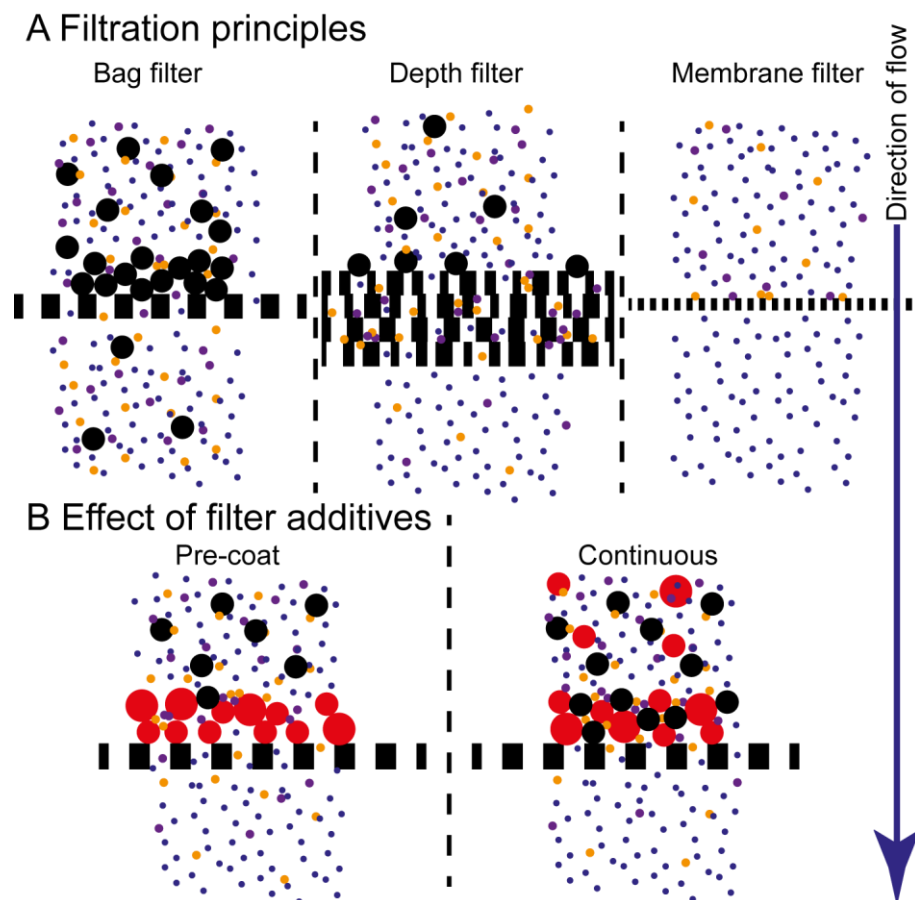 A Filtration principles
Bag filter
Depth filter
Membrane filter
Direction of flow
B Effect of filter additives
Pre-coat
Continuous